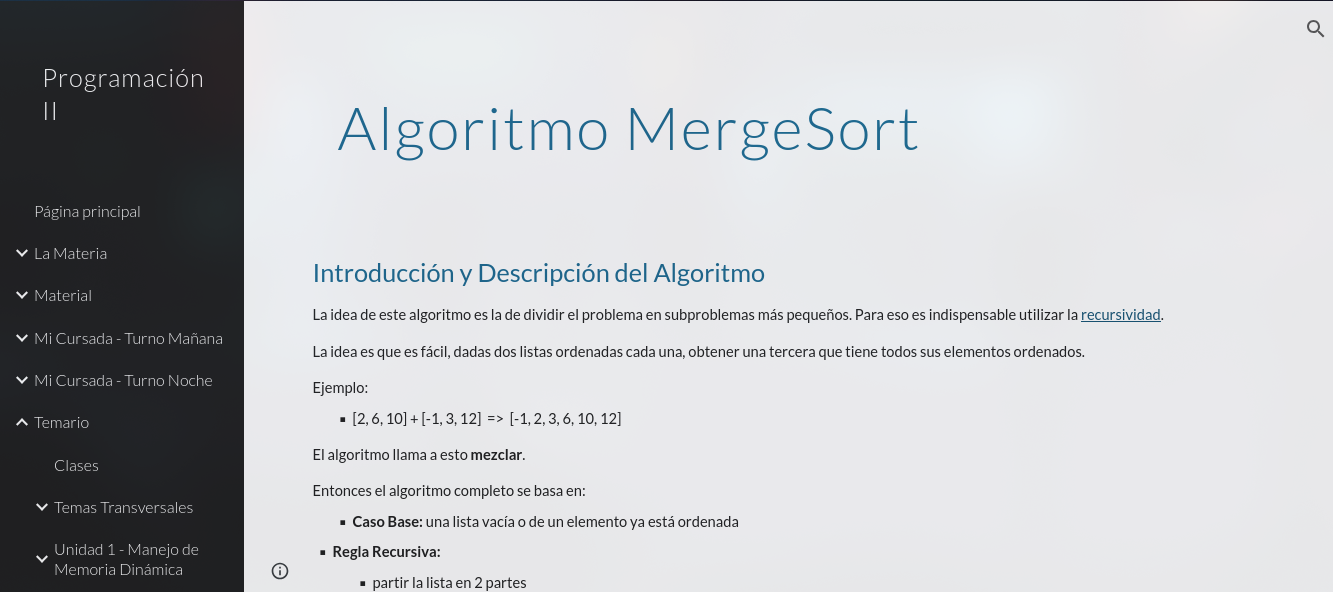 Programación
II
Página principal
La Materia
Material
Mi Cursada - Turno Mañana
Mi Cursada - Turno Noche
Temario
Clases
Temas Transversales
Unidad 1 - Manejo de
Memoria Dinámica
Algoritmo MergeSort
Introducción y Descripción del Algoritmo
La idea de este algoritmo es la de dividir el problema en subproblemas más pequeños. Para eso es indispensable utilizar la recursividad.
La idea es que es fácil, dadas dos listas ordenadas cada una, obtener una tercera que tiene todos sus elementos ordenados.
Ejemplo:
▪ [2, 6, 10] + [-1, 3, 12] => [-1, 2, 3, 6, 10, 12]
El algoritmo llama a esto mezclar.
Entonces el algoritmo completo se basa en:
▪ Caso Base: una lista vacía o de un elemento ya está ordenada
▪ Regla Recursiva:
▪ partir la lista en 2 partes